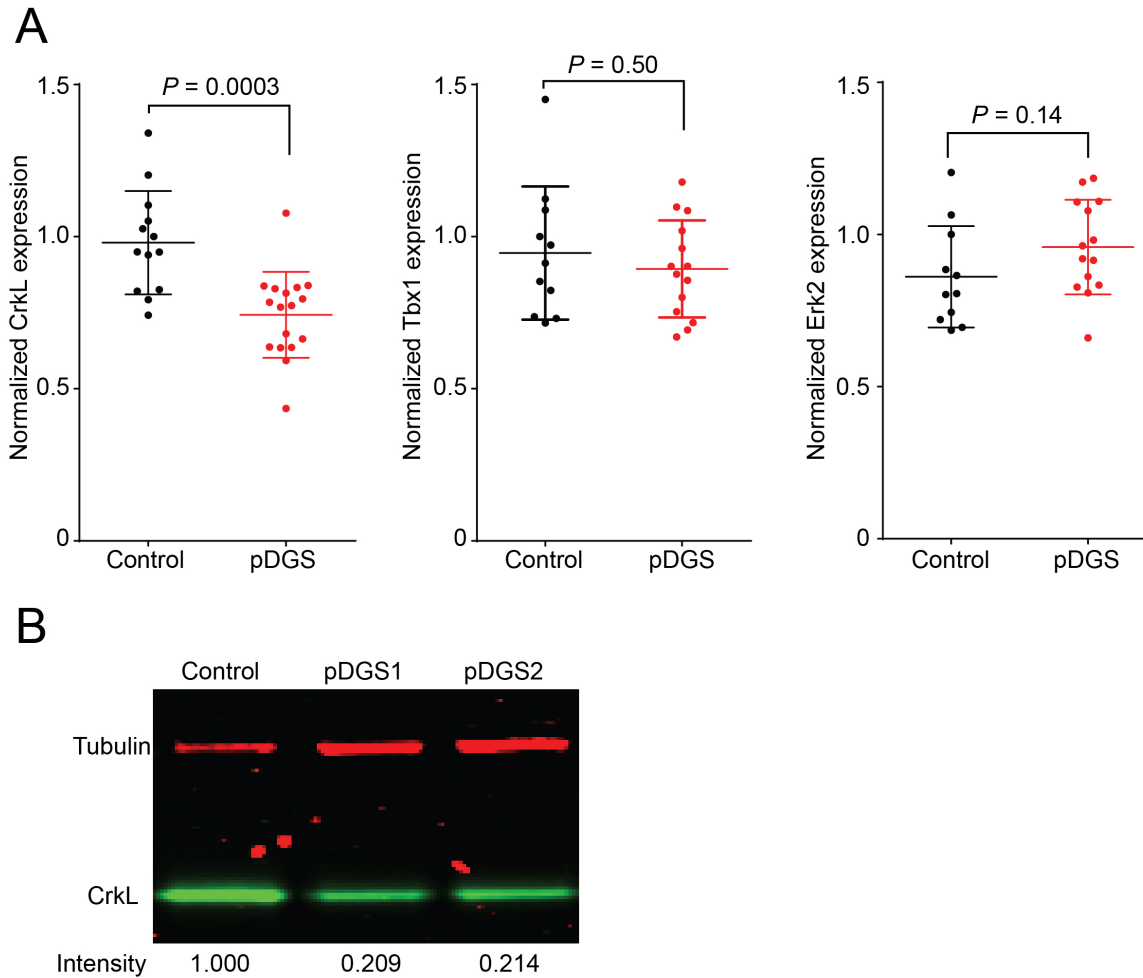 A
P = 0.0003
1.5
1.0
0.5
0
Normalized CrkL expression
Control
pDGS
P = 0.50
1.5
1.0
0.5
0
Normalized Tbx1 expression
Control
pDGS
P = 0.14
1.5
1.0
0.5
0
Normalized Erk2 expression
Control
pDGS
B
Control pDGS1 pDGS2
Tubulin
CrkL
Intensity 1.000 0.209 0.214